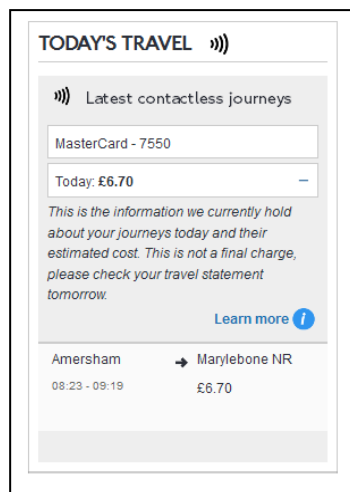 TODAY'S TRAVEL
Latest contactless journeys
MasterCard - 7550
Today: £6.70 −
This is the information we currently hold
about your journeys today and their
estimated cost. This is not a final charge,
please check your travel statement
tomorrow.
Learn more i
Amersham ➔ Marylebone NR
08:23 - 09:19 £6.70